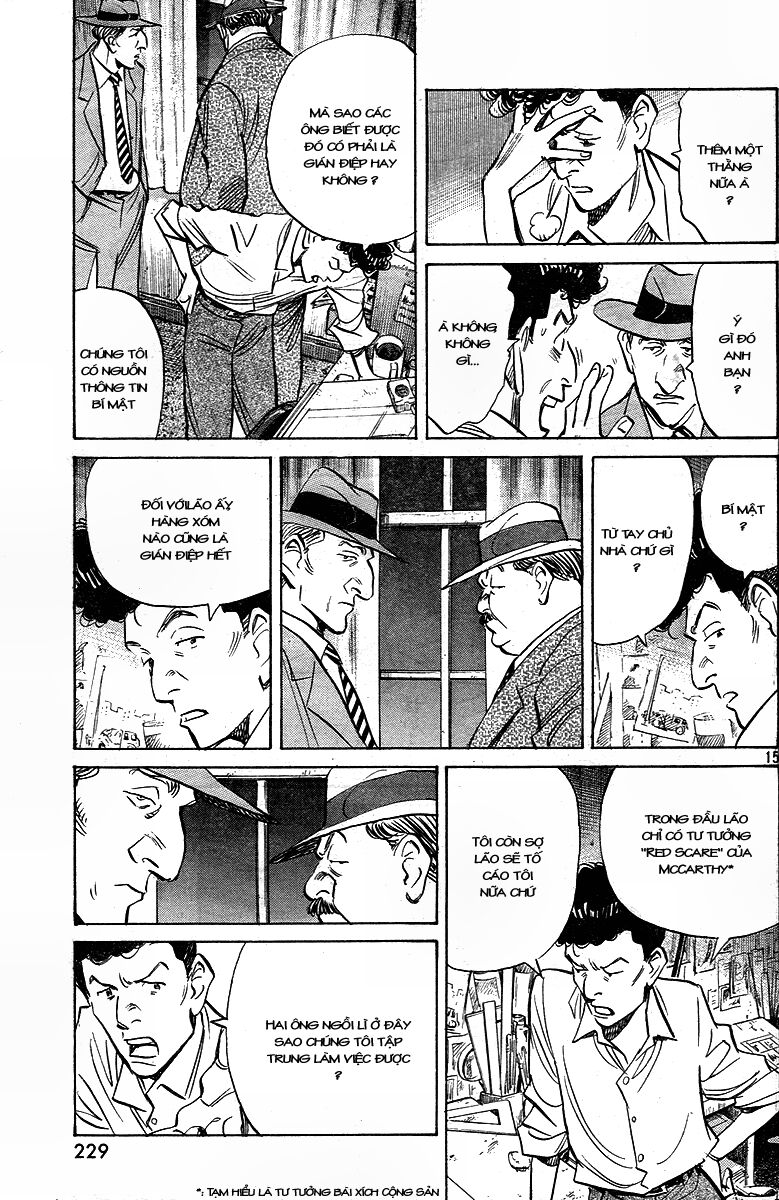 THÊM MỘT
THẰNG
NỮA À
?
MÀ SAO CÁC
ÔNG BIẾT ĐƯỢC
ĐÓ CÓ PHẢI LÀ
GIÁN ĐIỆP HAY
KHÔNG ?
CHÚNG TÔI
CÓ NGUỒN
THÔNG TIN
BÍ MẬT
Ý
GÌ ĐÓ
ANH
BẠN
?
À KHÔNG,
KHÔNG
GÌ...
BÍ MẬT
?
TỪ TAY CHỦ
NHÀ CHỨ GÌ
?
ĐỐI VỚILÃO ẤY,
HÀNG XÓM
NÀO CŨNG LÀ
GIÁN ĐIỆP HẾT
15
TRONG ĐẦU LÃO
CHỈ CÓ TƯ TƯỞNG
"RED SCARE" CỦA
MCCARTHY*
TÔI CÒN SỢ
LÃO SẼ TỐ
CÁO TÔI
NỮA CHỨ
HAI ÔNG NGỒI LÌ Ở ĐÂY
SAO CHÚNG TÔI TẬP
TRUNG LÀM VIỆC ĐƯỢC
?
229
*: TẠM HIỂU LÀ TƯ TƯỞNG BÀI XÍCH CỘNG SẢN